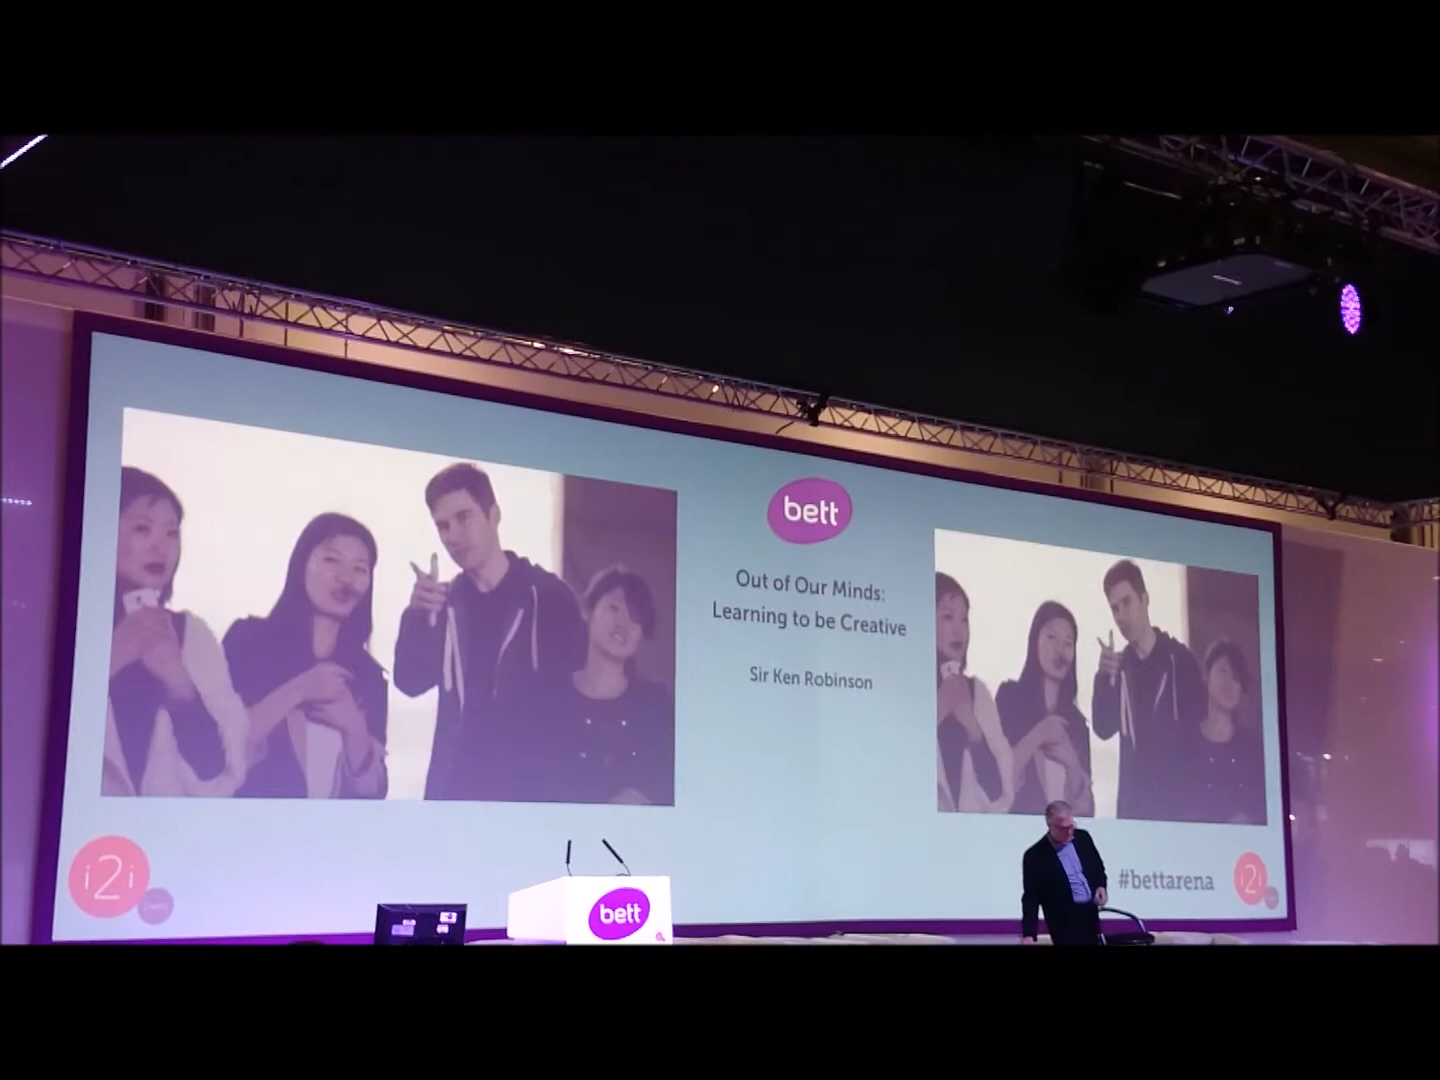 bett
Out of Our Minds:
Learning to be Creative
Sir Ken Robinson
i2i
#bettarena
i2i
bett